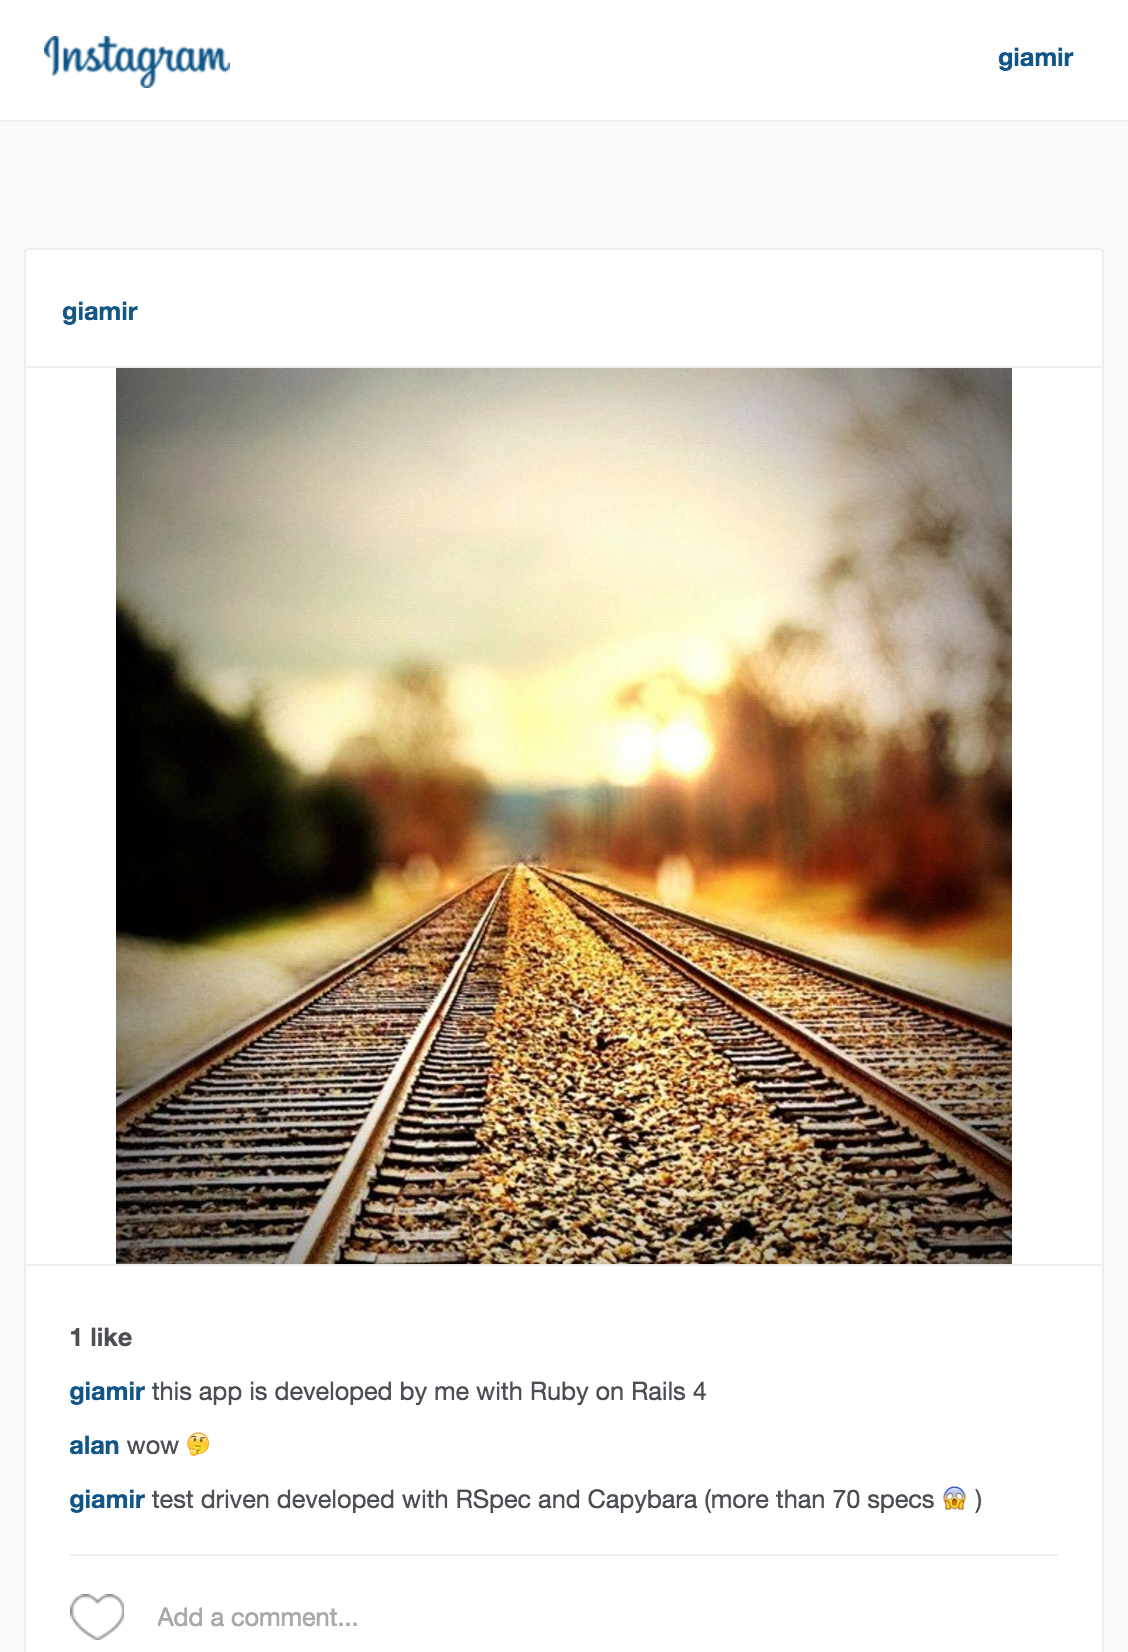 Instagram
giamir
giamir
1 like
giamir this app is developed by me with Ruby on Rails 4
alan wow 🤔
giamir test driven developed with RSpec and Capybara (more than 70 specs 😱 )
Add a comment...